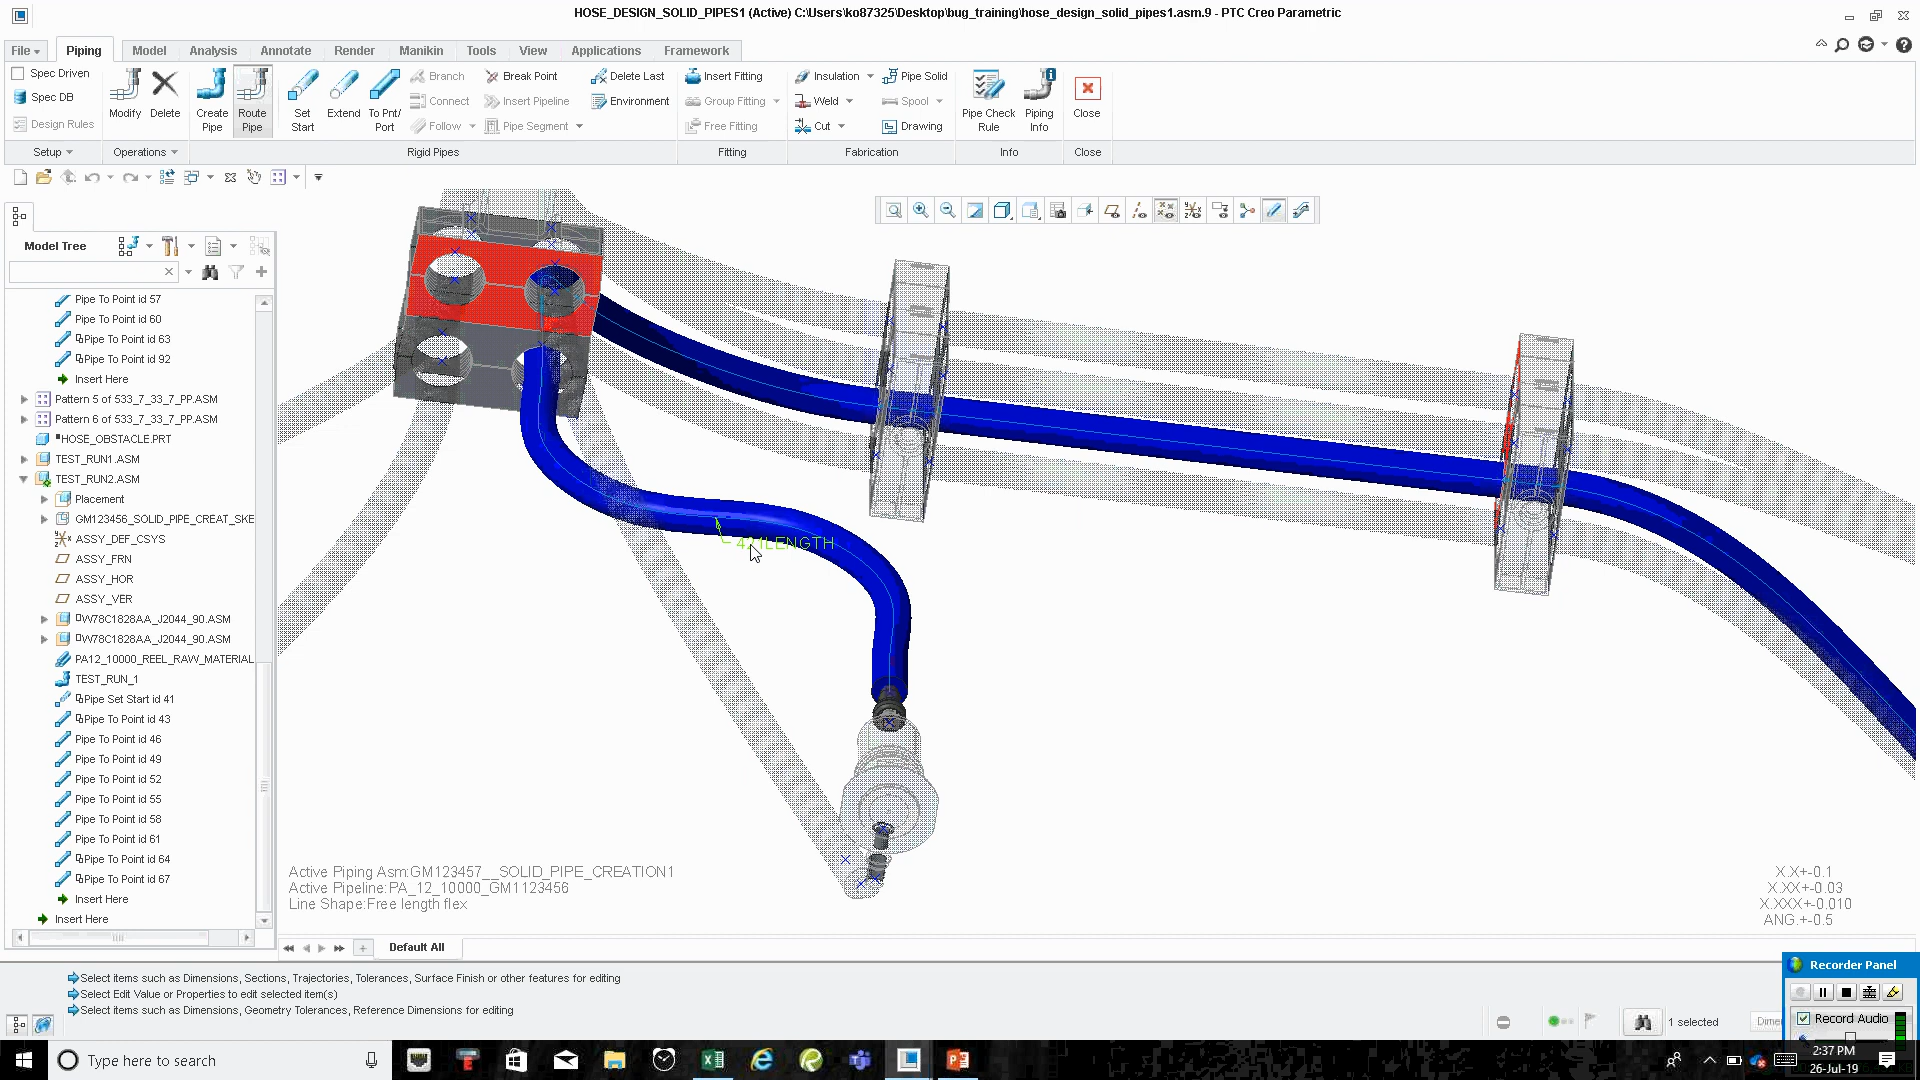 HOSE_DESIGN_SOLID_PIPES1 (Active) C:\Users\ko87325\Desktop\bug_training\hose_design_solid_pipes1.asm.9 - PTC Creo Parametric
File Piping Model Analysis Annotate Render Manikin Tools View Applications Framework
Spec Driven
Spec DB
Design Rules
Modify Delete
Create Pipe
Route Pipe
Set Start
Extend
To Pnt/Port
Branch
Connect
Follow
Break Point
Insert Pipeline
Pipe Segment
Delete Last
Environment
Insert Fitting
Group Fitting
Free Fitting
Insulation
Weld
Cut
Pipe Solid
Spool
Drawing
Pipe Check Rule
Piping Info
Close
Setup Operations Rigid Pipes Fitting Fabrication Info Close
Model Tree
Pipe To Point id 57
Pipe To Point id 60
Pipe To Point id 63
Pipe To Point id 92
Insert Here
Pattern 5 of 533_7_33_7_PP.ASM
Pattern 6 of 533_7_33_7_PP.ASM
HOSE_OBSTACLE.PRT
TEST_RUN1.ASM
TEST_RUN2.ASM
Placement
GM123456_SOLID_PIPE_CREAT_SKE
ASSY_DEF_CSYS
ASSY_FRN
ASSY_HOR
ASSY_VER
W78C1828AA_J2044_90.ASM
W78C1828AA_J2044_90.ASM
PA12_10000_REEL_RAW_MATERIAL
TEST_RUN_1
Pipe Set Start id 41
Pipe To Point id 43
Pipe To Point id 46
Pipe To Point id 49
Pipe To Point id 52
Pipe To Point id 55
Pipe To Point id 58
Pipe To Point id 61
Pipe To Point id 64
Pipe To Point id 67
Insert Here
Insert Here
LENGTH
Active Piping Asm:GM123457__SOLID_PIPE_CREATION1
Active Pipeline:PA_12_10000_GM1123456
Line Shape:Free length flex
X.X+-0.1
X.XX+-0.03
X.XXX+-0.010
ANG.+-0.5
Default All
Select items such as Dimensions, Sections, Trajectories, Tolerances, Surface Finish or other features for editing
Select Edit Value or Properties to edit selected item(s)
Select items such as Dimensions, Geometry Tolerances, Reference Dimensions for editing
1 selected
Recorder Panel
Record Audio
Type here to search
2:37 PM
26-Jul-19